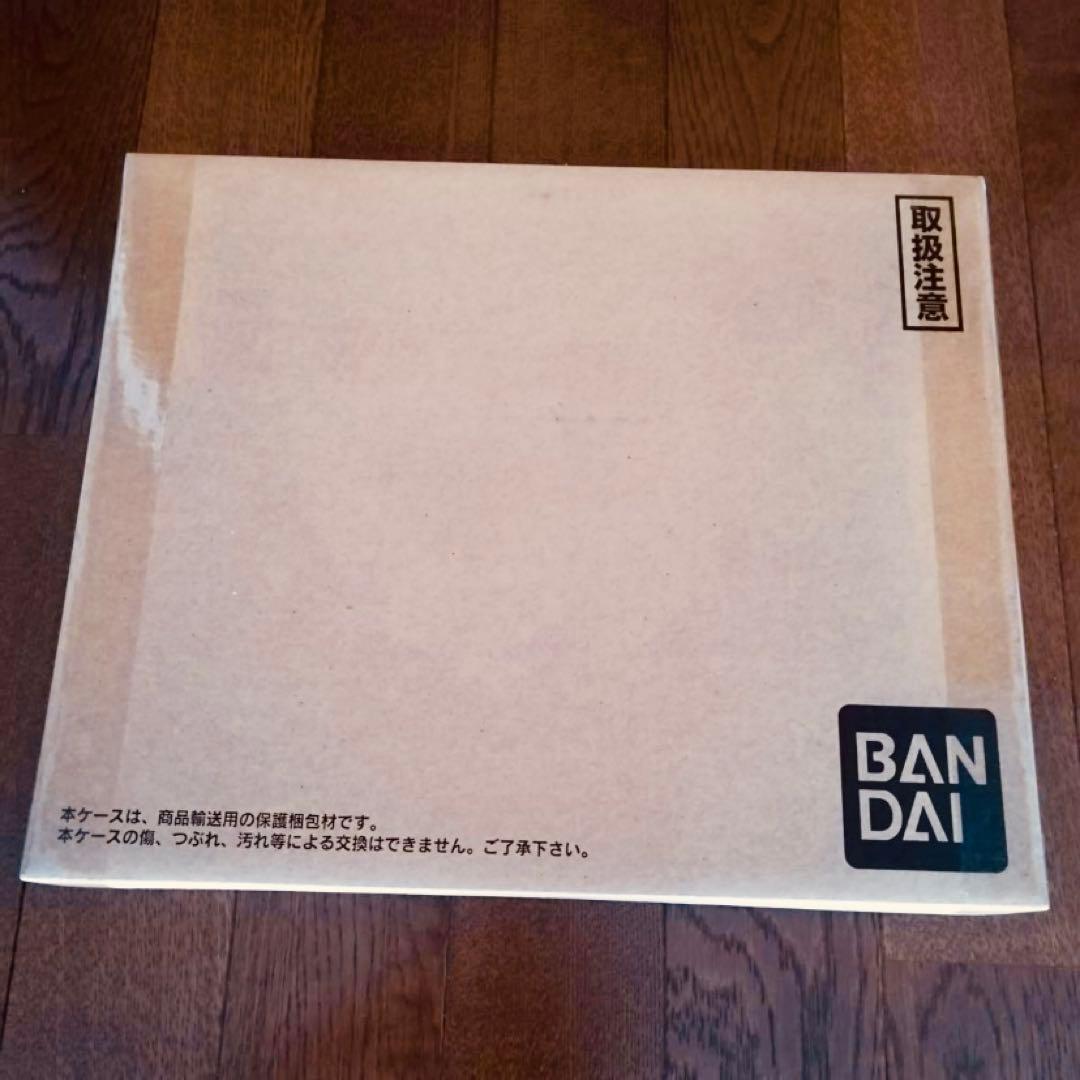 取扱注意
BAN
DAI
本ケースは、商品輸送用の保護梱包材です。
本ケースの傷、つぶれ、汚れ等による交換はできません。ご了承下さい。